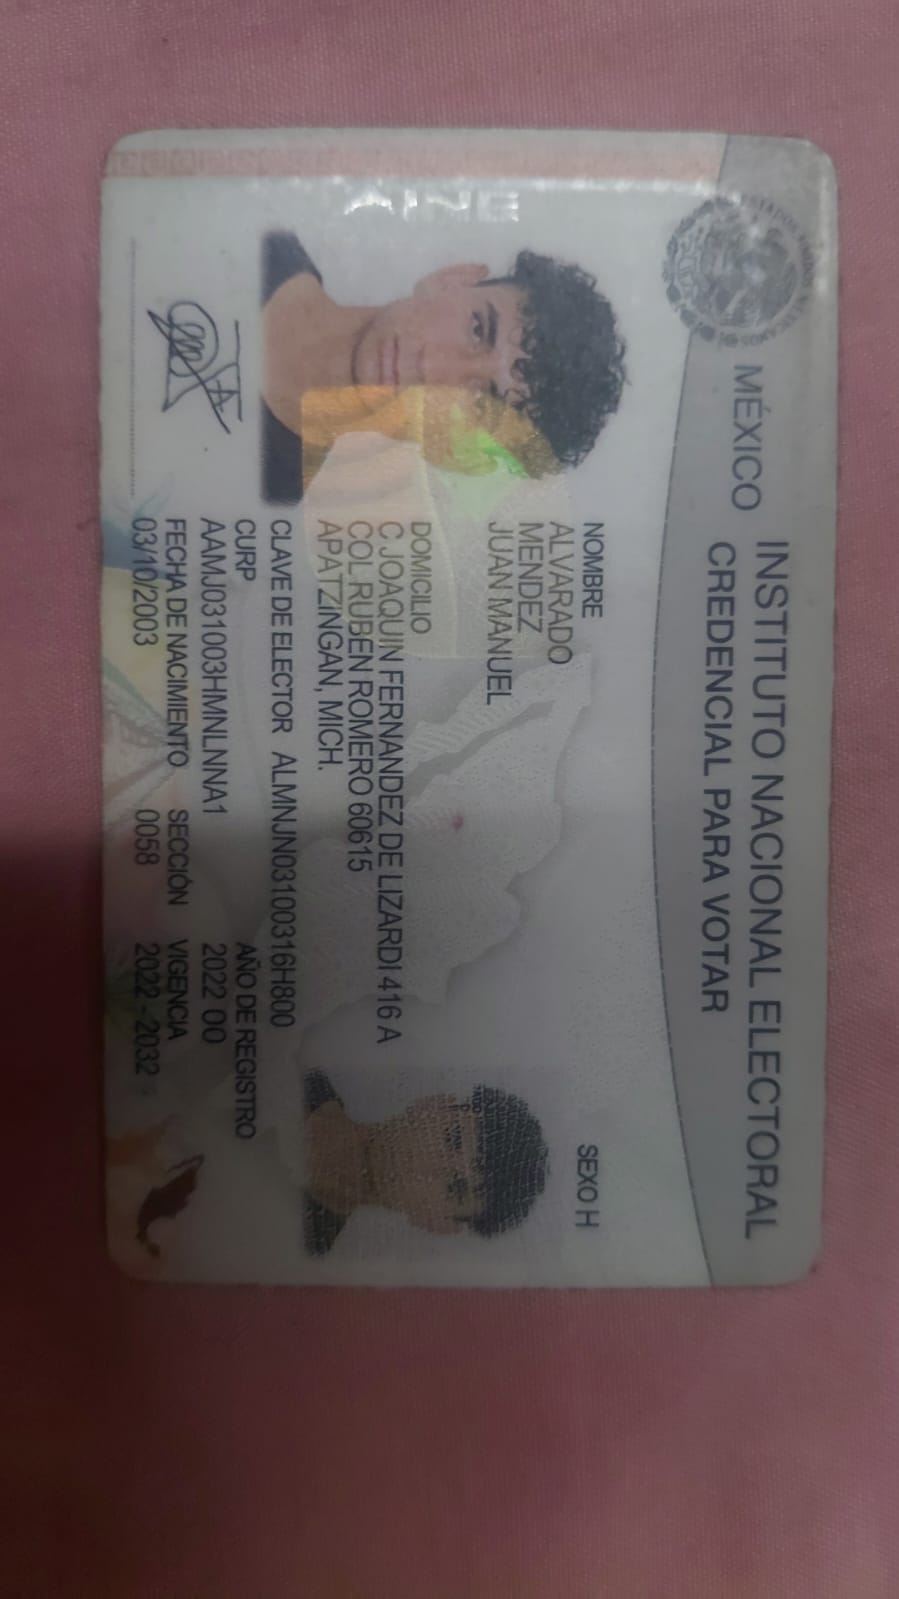 MÉXICO
INSTITUTO NACIONAL ELECTORAL
CREDENCIAL PARA VOTAR
INE
NOMBRE
ALVARADO
MENDEZ
JUAN MANUEL
SEXO H
DOMICILIO
C JOAQUIN FERNANDEZ DE LIZARDI 416 A
COL RUBEN ROMERO 60615
APATZINGAN, MICH.
CLAVE DE ELECTOR ALMNJN03100316H800
CURP
AAMJ031003HMNLNNA1
AÑO DE REGISTRO
2022 00
FECHA DE NACIMIENTO
03/10/2003
SECCIÓN
0058
VIGENCIA
2022 - 2032